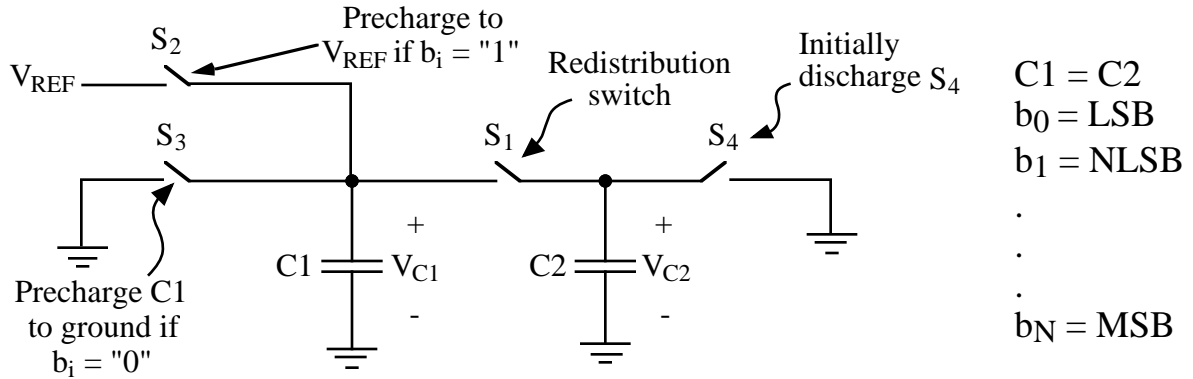 Precharge to
V_REF if b_i = "1"
S_2
V_REF
Redistribution
switch
Initially
discharge S_4
S_3
S_1
S_4
+
+
C1
V_C1
C2
V_C2
-
-
Precharge C1
to ground if
b_i = "0"
C1 = C2
b_0 = LSB
b_1 = NLSB
.
.
.
b_N = MSB